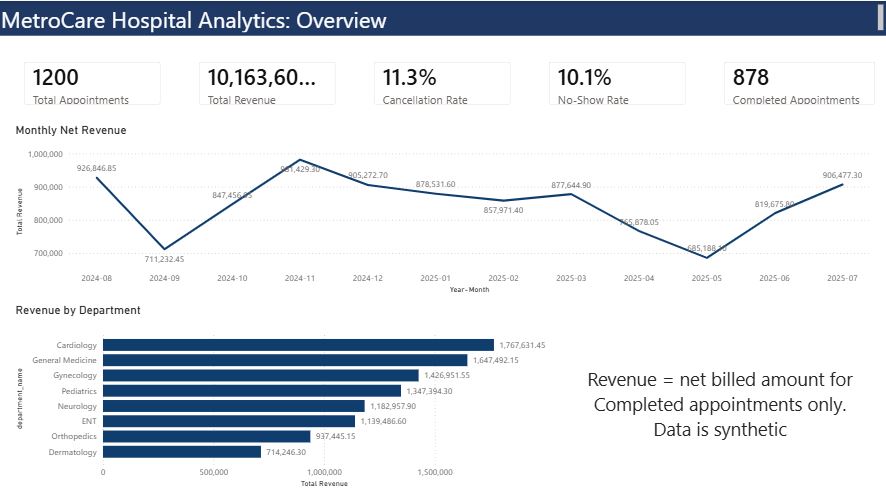 MetroCare Hospital Analytics: Overview
1200
Total Appointments
10,163,60...
Total Revenue
11.3%
Cancellation Rate
10.1%
No-Show Rate
878
Completed Appointments
Monthly Net Revenue
Total Revenue
1,000,000
900,000
800,000
700,000
926,846.85
711,232.45
905,272.70
878,531.60
857,971.40
877,644.90
765,878.05
906,477.30
2024-08 2024-09 2024-10 2024-11 2024-12 2025-01 2025-02 2025-03 2025-04 2025-05 2025-06 2025-07
Year-Month
Revenue by Department
department_name
Cardiology 1,767,631.45
General Medicine 1,647,492.15
Gynecology 1,426,951.55
Pediatrics 1,347,394.30
Neurology 1,182,957.90
ENT 1,139,486.60
Orthopedics 937,445.15
Dermatology 714,246.30
0 500,000 1,000,000 1,500,000
Total Revenue
Revenue = net billed amount for
Completed appointments only.
Data is synthetic